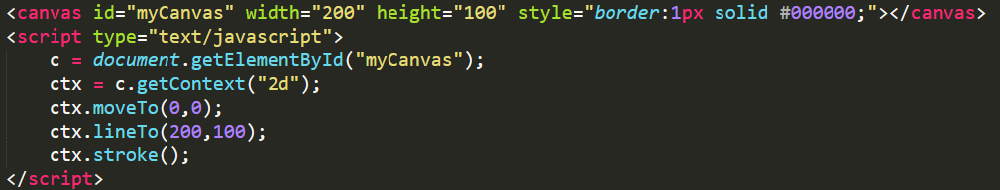 <canvas id="myCanvas" width="200" height="100" style="border:1px solid #000000;"></canvas>
<script type="text/javascript">
    c = document.getElementById("myCanvas");
    ctx = c.getContext("2d");
    ctx.moveTo(0,0);
    ctx.lineTo(200,100);
    ctx.stroke();
</script>